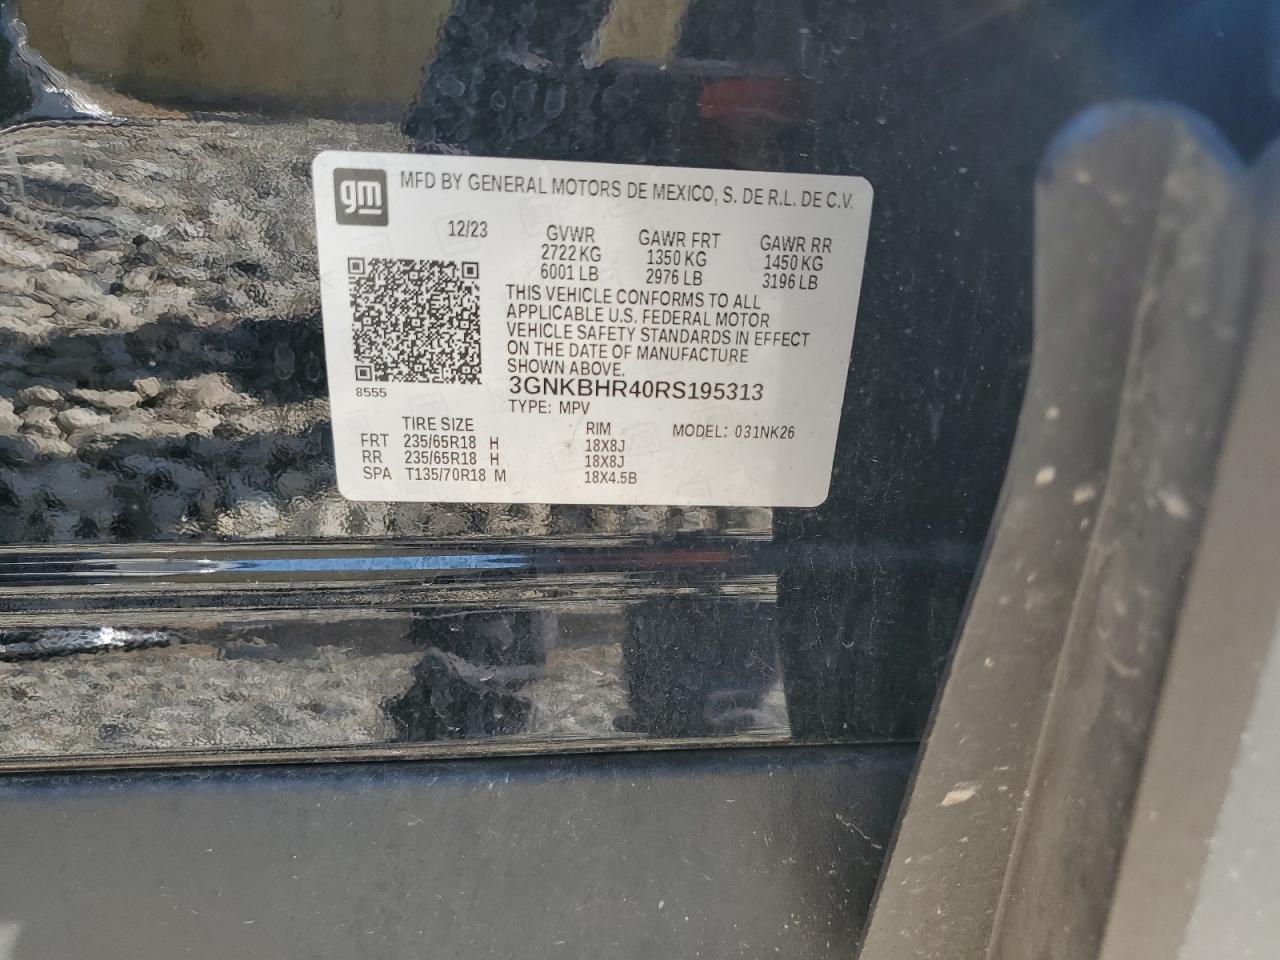 gm
MFD BY GENERAL MOTORS DE MEXICO, S. DE R.L. DE C.V.
12/23 GVWR GAWR FRT GAWR RR
2722 KG 1350 KG 1450 KG
6001 LB 2976 LB 3196 LB
THIS VEHICLE CONFORMS TO ALL
APPLICABLE U.S. FEDERAL MOTOR
VEHICLE SAFETY STANDARDS IN EFFECT
ON THE DATE OF MANUFACTURE
SHOWN ABOVE.
8555
3GNKBHR40RS195313
TYPE: MPV
TIRE SIZE RIM MODEL: 031NK26
FRT 235/65R18 H 18X8J
RR 235/65R18 H 18X8J
SPA T135/70R18 M 18X4.5B